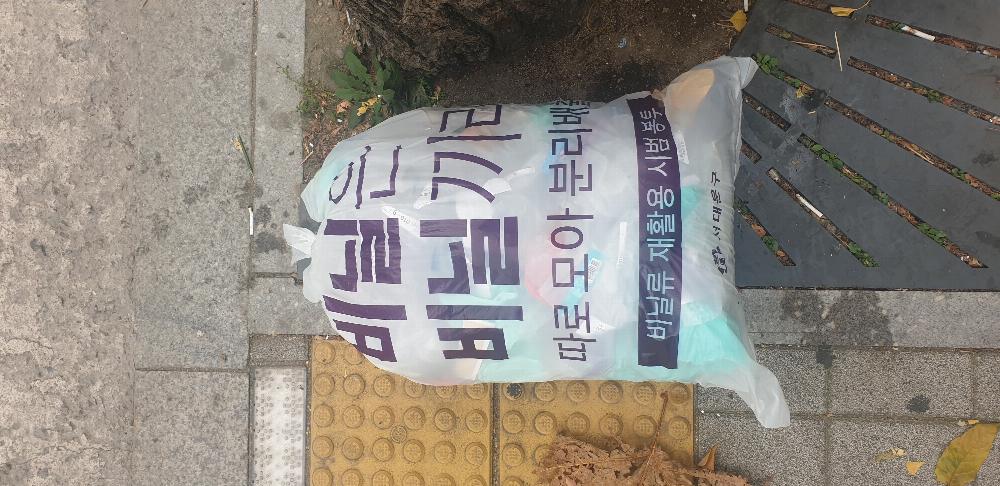 비닐은
비닐끼리
따로 모아 분리배출
비닐류 재활용 시범 봉투
서대문구